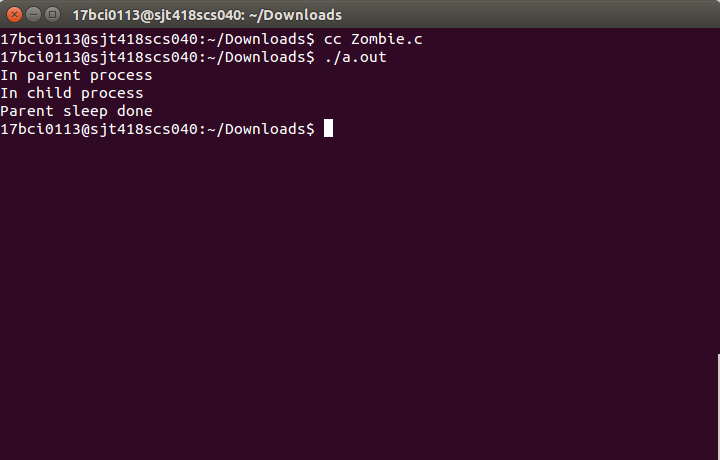 17bci0113@sjt418scs040: ~/Downloads
17bci0113@sjt418scs040:~/Downloads$ cc Zombie.c
17bci0113@sjt418scs040:~/Downloads$ ./a.out
In parent process
In child process
Parent sleep done
17bci0113@sjt418scs040:~/Downloads$